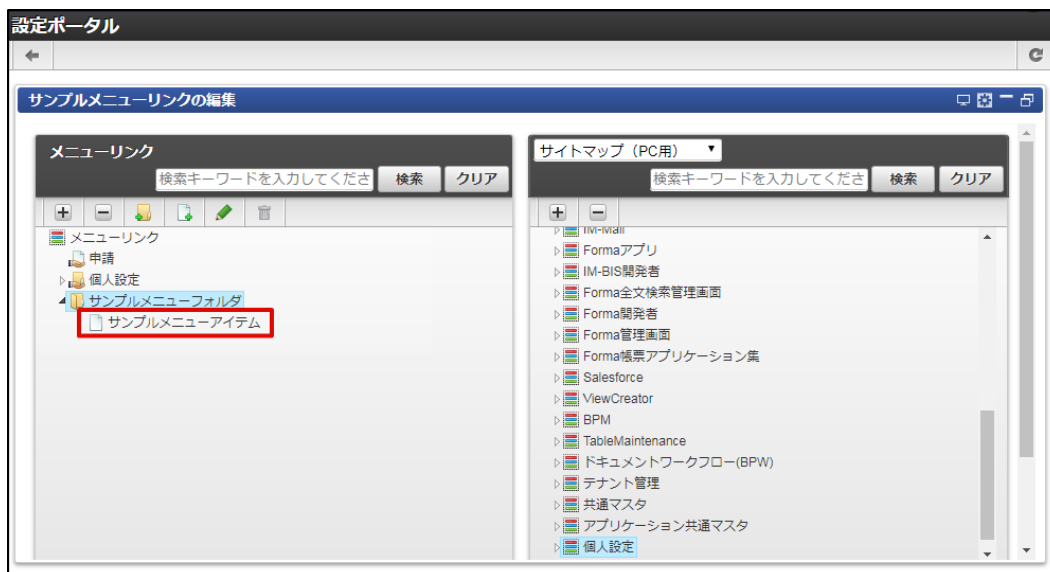 設定ポータル
サンプルメニューリンクの編集
メニューリンク
検索キーワードを入力してくださ 検索 クリア
メニューリンク
申請
個人設定
サンプルメニューフォルダ
サンプルメニューアイテム
サイトマップ（PC用）
検索キーワードを入力してくださ 検索 クリア
IM-Mail
Formaアプリ
IM-BIS開発者
Forma全文検索管理画面
Forma開発者
Forma管理画面
Forma帳票アプリケーション集
Salesforce
ViewCreator
BPM
TableMaintenance
ドキュメントワークフロー(BPW)
テナント管理
共通マスタ
アプリケーション共通マスタ
個人設定